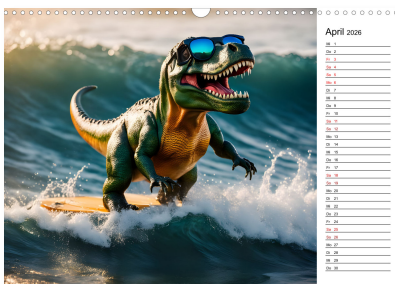 April 2026
Mi 1
Do 2
Fr 3
Sa 4
So 5
Mo 6
Di 7
Mi 8
Do 9
Fr 10
Sa 11
So 12
Mo 13
Di 14
Mi 15
Do 16
Fr 17
Sa 18
So 19
Mo 20
Di 21
Mi 22
Do 23
Fr 24
Sa 25
So 26
Mo 27
Di 28
Mi 29
Do 30